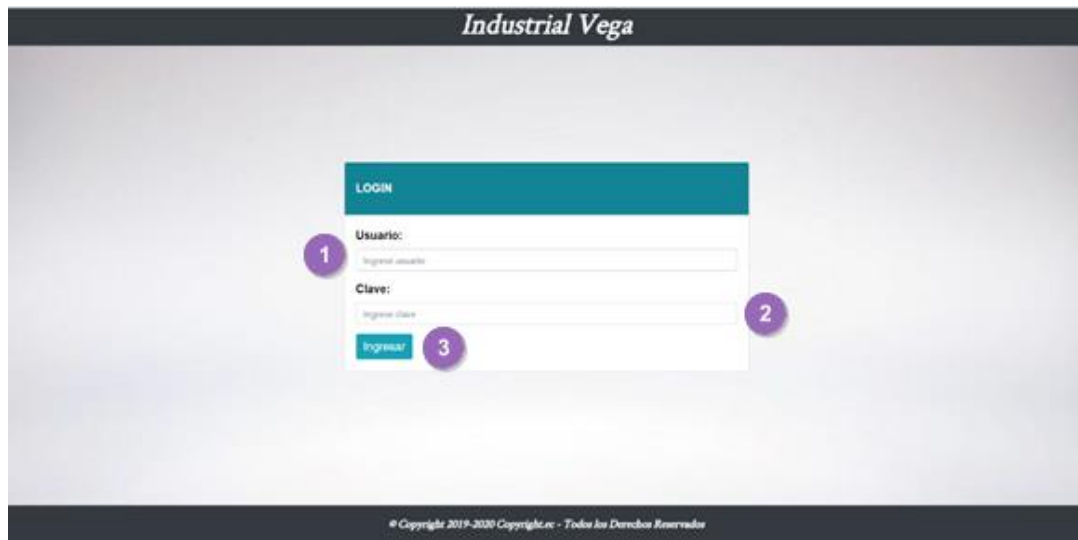 Industrial Vega
LOGIN
Usuario:
1
Ingrese usuario
Clave:
Ingrese clave
2
Ingresar
3
© Copyright 2019-2020 Copyright.ec - Todos los Derechos Reservados